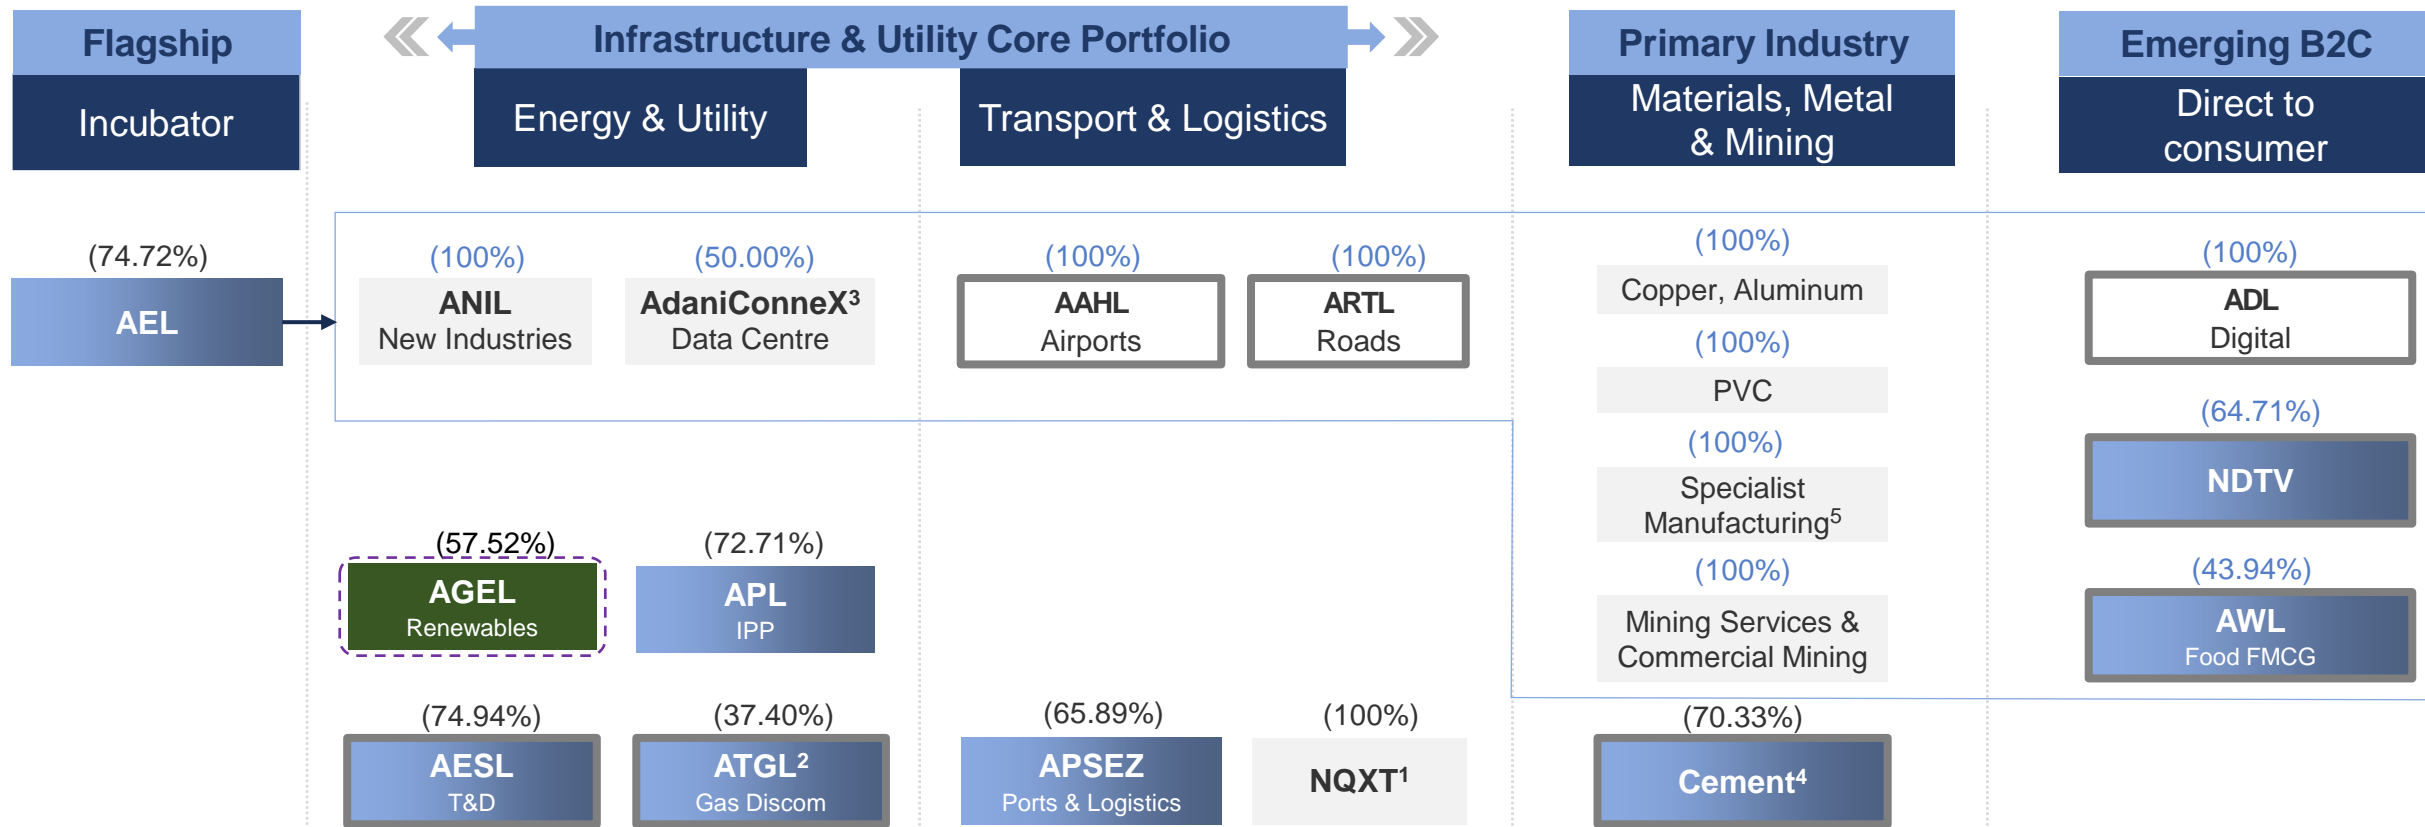 Flagship
Infrastructure & Utility Core Portfolio
Primary Industry
Emerging B2C
Incubator
Energy & Utility
Transport & Logistics
Materials, Metal
& Mining
Direct to
consumer
(74.72%)
AEL
(100%)
ANIL
New Industries
(50.00%)
AdaniConneX³
Data Centre
(100%)
AAHL
Airports
(100%)
ARTL
Roads
(100%)
Copper, Aluminum
(100%)
PVC
(100%)
Specialist
Manufacturing⁵
(100%)
Mining Services &
Commercial Mining
(100%)
ADL
Digital
(64.71%)
NDTV
(43.94%)
AWL
Food FMCG
(57.52%)
AGEL
Renewables
(72.71%)
APL
IPP
(74.94%)
AESL
T&D
(37.40%)
ATGL²
Gas Discom
(65.89%)
APSEZ
Ports & Logistics
(100%)
NQXT¹
(70.33%)
Cement⁴